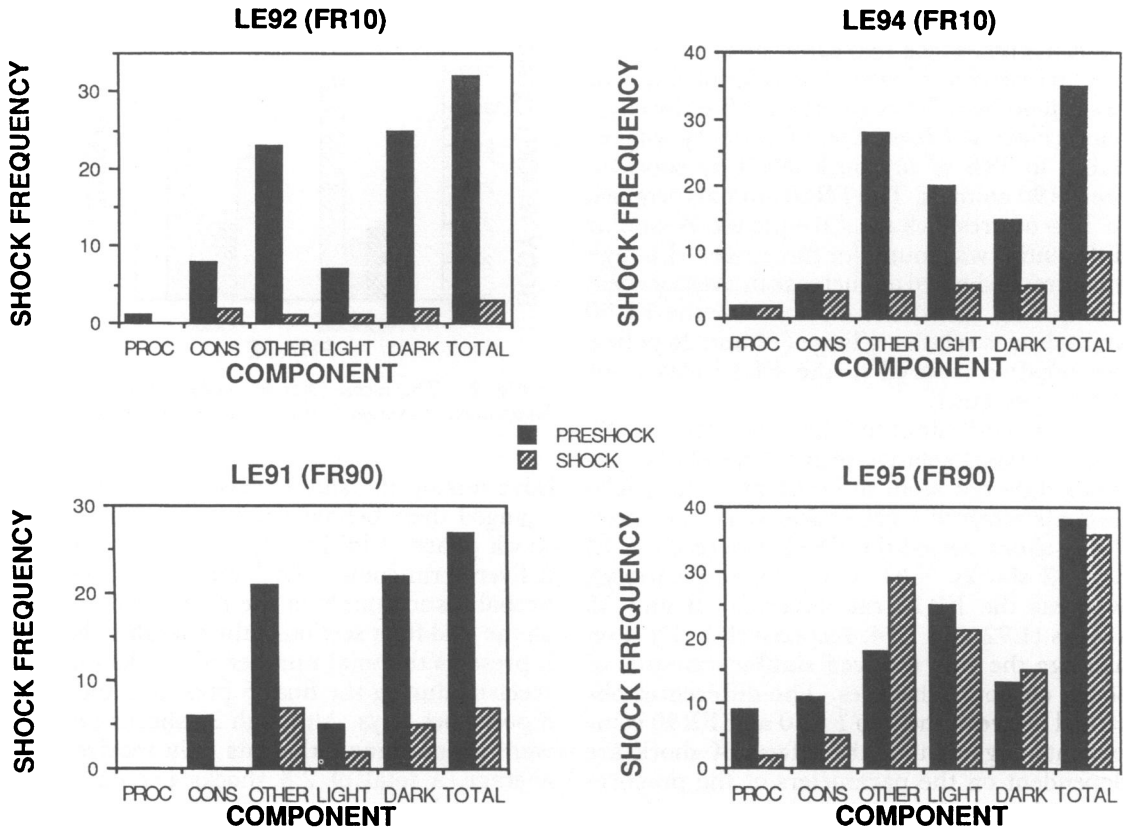 LE92 (FR10)
SHOCK FREQUENCY
30
20
10
0
PROC CONS OTHER LIGHT DARK TOTAL
COMPONENT
LE94 (FR10)
SHOCK FREQUENCY
40
30
20
10
0
PROC CONS OTHER LIGHT DARK TOTAL
COMPONENT
PRESHOCK
SHOCK
LE91 (FR90)
SHOCK FREQUENCY
30
20
10
0
PROC CONS OTHER LIGHT DARK TOTAL
COMPONENT
LE95 (FR90)
SHOCK FREQUENCY
40
30
20
10
0
PROC CONS OTHER LIGHT DARK TOTAL
COMPONENT